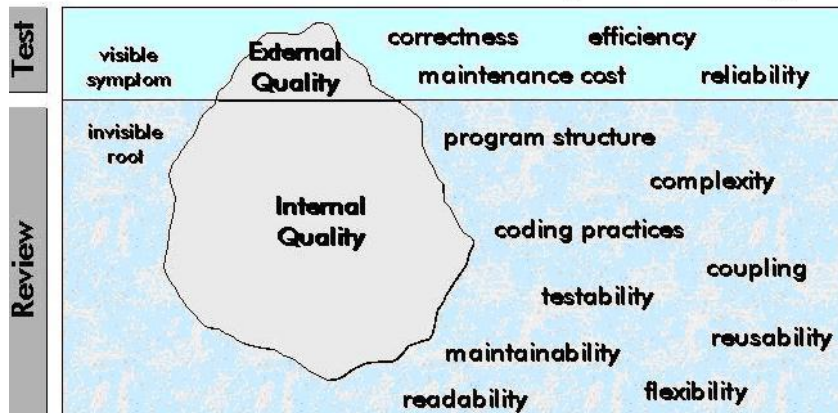 Test
visible
symptom
External
Quality
correctness
efficiency
maintenance cost
reliability
Review
invisible
root
Internal
Quality
program structure
complexity
coding practices
coupling
testability
reusability
maintainability
flexibility
readability